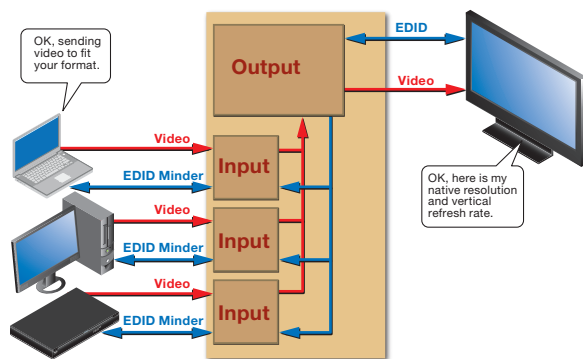 OK, sending
video to fit
your format.
EDID
Output
Video
Video
Input
EDID Minder
OK, here is my
native resolution
and vertical
refresh rate.
Video
Input
EDID Minder
Video
Input
EDID Minder